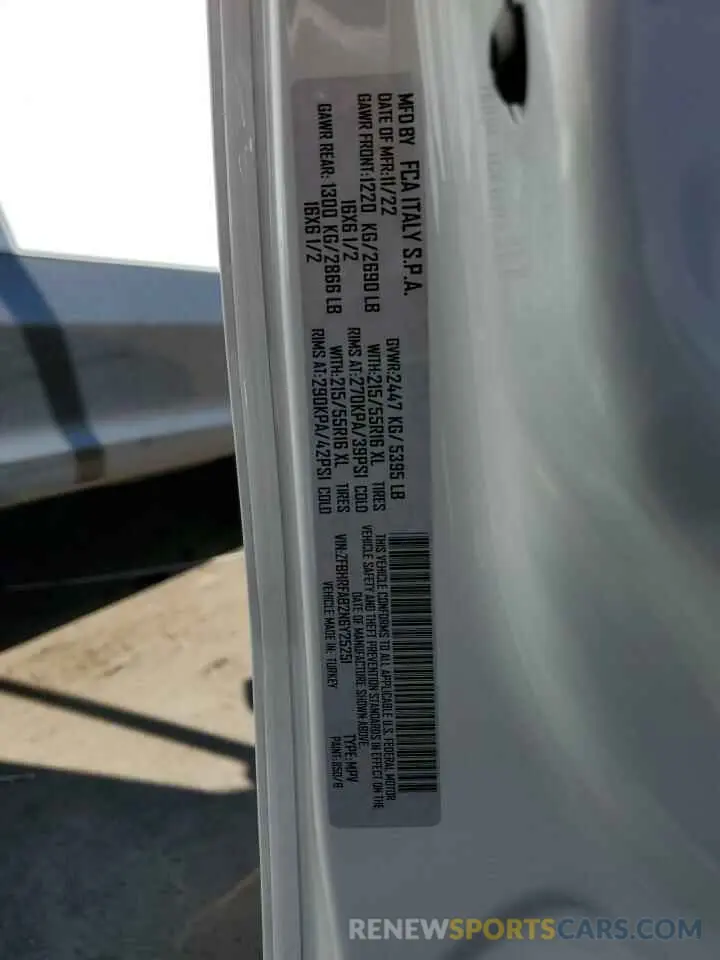 MFD BY FCA ITALY S.P.A.
DATE OF MFR:11/22 GVWR:2447 KG/5395 LB
GAWR FRONT:1220 KG/2690 LB WITH:215/55R16 XL TIRES
16X6 1/2 RIMS AT:270KPA/39PSI COLD
GAWR REAR: 1300 KG/2866 LB WITH:215/55R16 XL TIRES
16X6 1/2 RIMS AT:290KPA/42PSI COLD
THIS VEHICLE CONFORMS TO ALL APPLICABLE U.S. FEDERAL MOTOR
VEHICLE SAFETY AND THEFT PREVENTION STANDARDS IN EFFECT ON THE
DATE OF MANUFACTURE SHOWN ABOVE.
VIN:ZFBHRFAB2N6Y25251 TYPE:MPV
VEHICLE MADE IN: TURKEY PAINT:
RENEWSPORTSCARS.COM